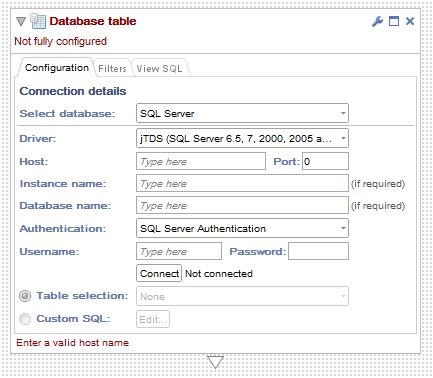 Database table
Not fully configured
Configuration Filters View SQL
Connection details
Select database: SQL Server
Driver: jTDS (SQL Server 6.5, 7, 2000, 2005 a...
Host: Type here Port: 0
Instance name: Type here (if required)
Database name: Type here (if required)
Authentication: SQL Server Authentication
Username: Type here Password:
Connect Not connected
Table selection: None
Custom SQL: Edit...
Enter a valid host name